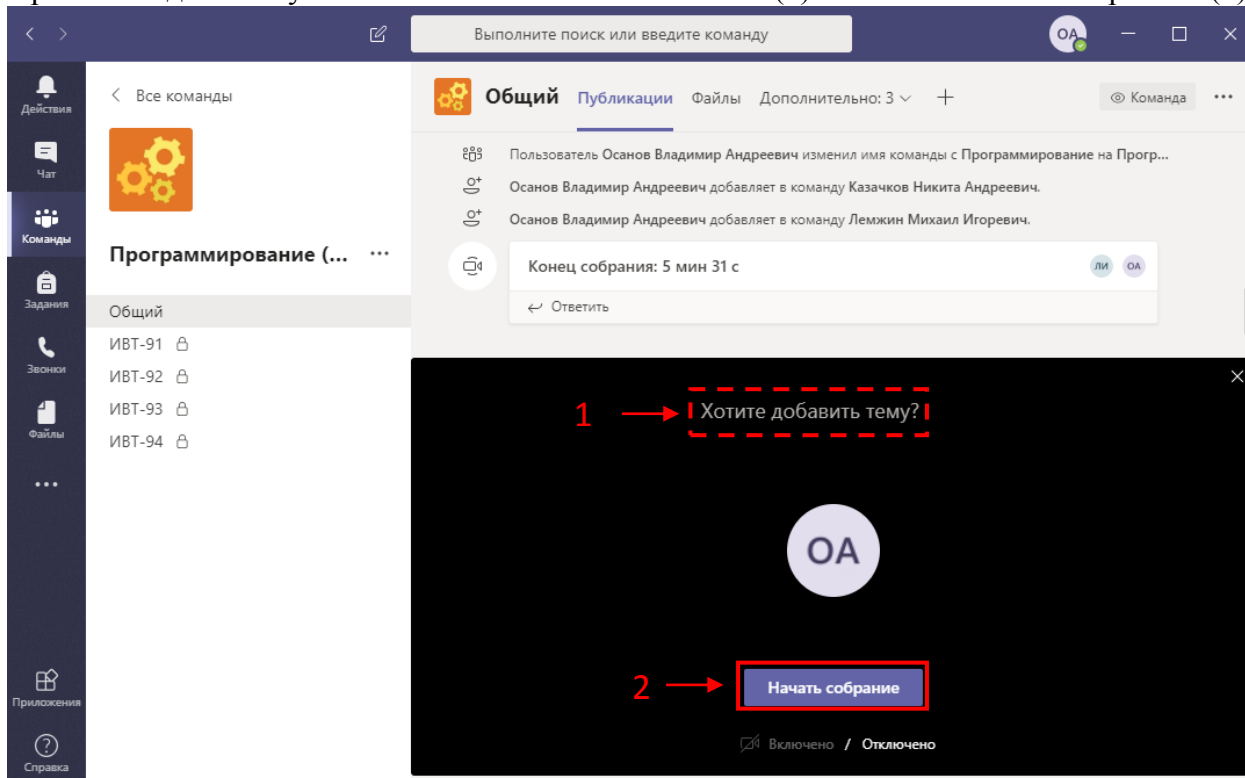 Выполните поиск или введите команду
ОА
Действия
Чат
Команды
Задания
Звонки
Файлы
Приложения
Справка
Все команды
Программирование (...
Общий
ИВТ-91
ИВТ-92
ИВТ-93
ИВТ-94
Общий Публикации Файлы Дополнительно: 3 +
Команда
Пользователь Осанов Владимир Андреевич изменил имя команды с Программирование на Прогр...
Осанов Владимир Андреевич добавляет в команду Казачков Никита Андреевич.
Осанов Владимир Андреевич добавляет в команду Лемжин Михаил Игоревич.
Конец собрания: 5 мин 31 с
ЛИ ОА
Ответить
1 Хотите добавить тему?
ОА
2 Начать собрание
Включено / Отключено